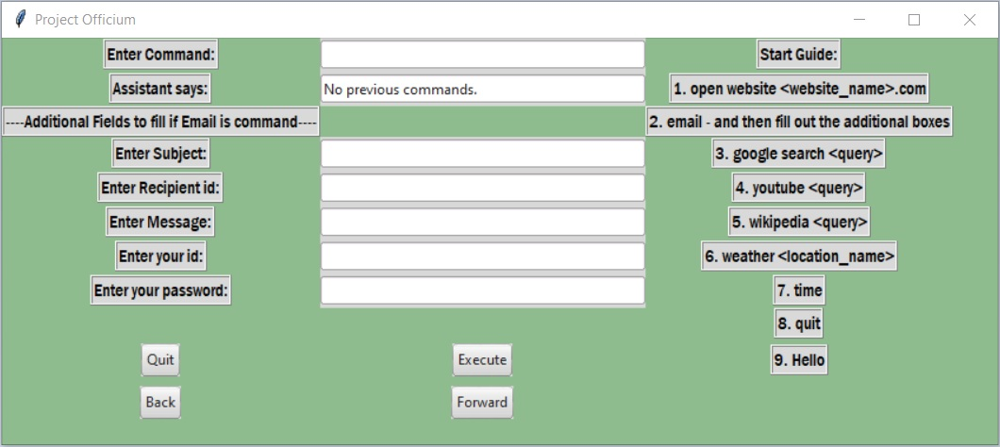 Project Officium
Enter Command:
Start Guide:
Assistant says:
No previous commands.
1. open website <website_name>.com
----Additional Fields to fill if Email is command----
2. email - and then fill out the additional boxes
Enter Subject:
3. google search <query>
Enter Recipient id:
4. youtube <query>
Enter Message:
5. wikipedia <query>
Enter your id:
6. weather <location_name>
Enter your password:
7. time
8. quit
Quit
Execute
9. Hello
Back
Forward